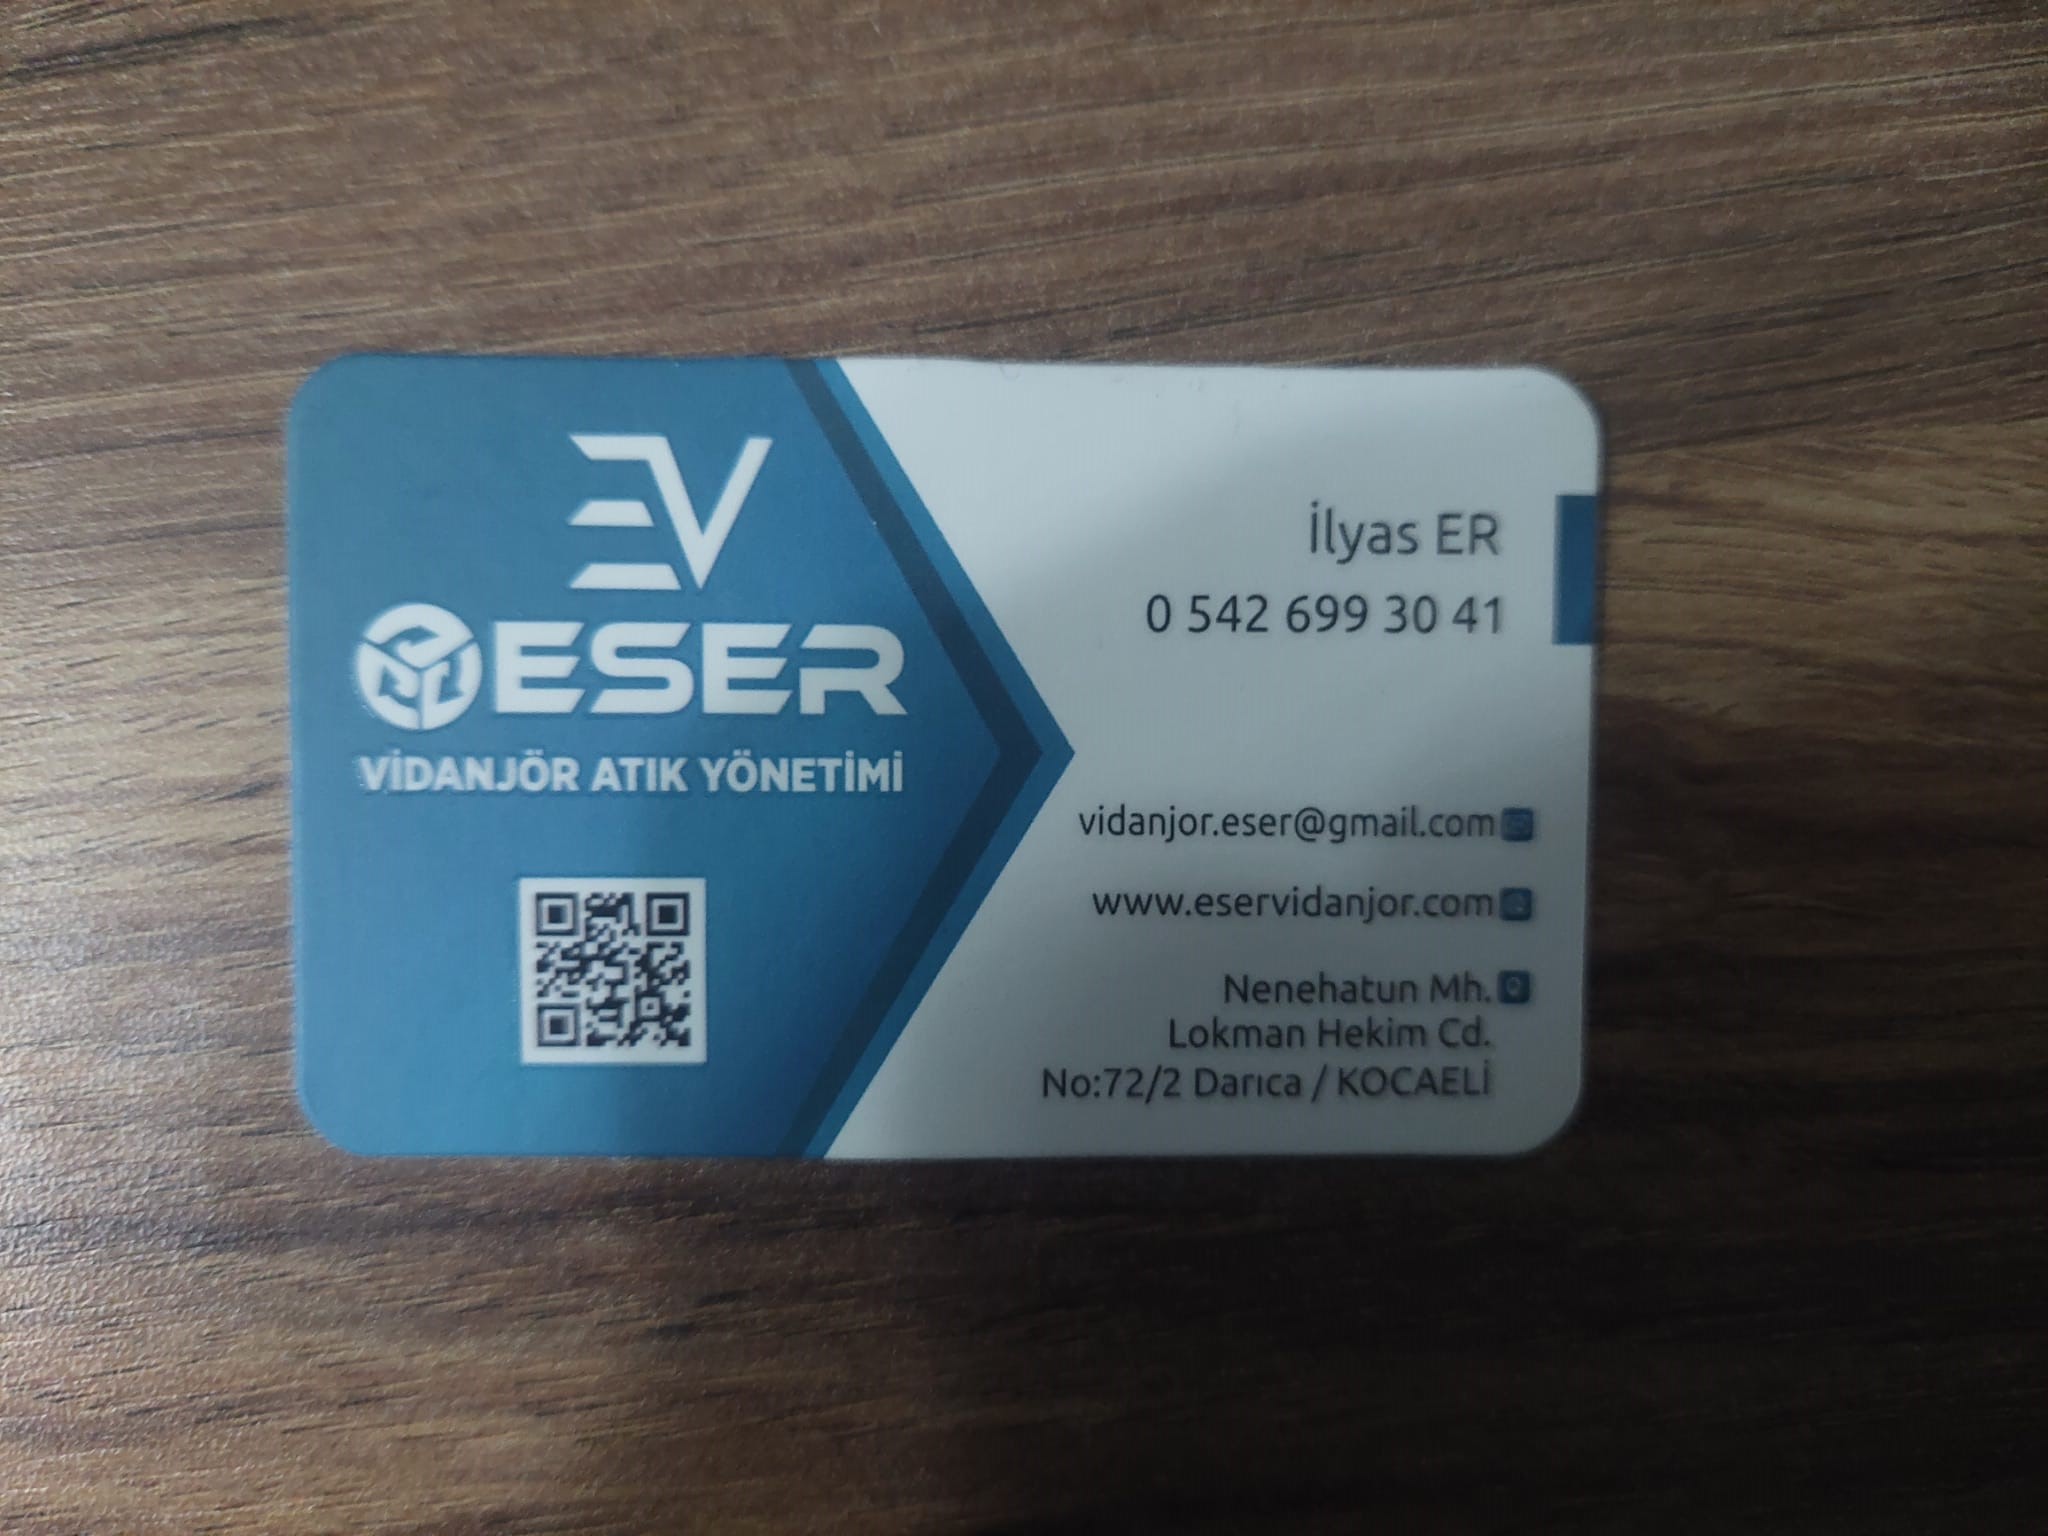 EV
ESER
VİDANJÖR ATIK YÖNETİMİ
İlyas ER
0 542 699 30 41
vidanjor.eser@gmail.com
www.eservidanjor.com
Nenehatun Mh.
Lokman Hekim Cd.
No:72/2 Darıca / KOCAELİ